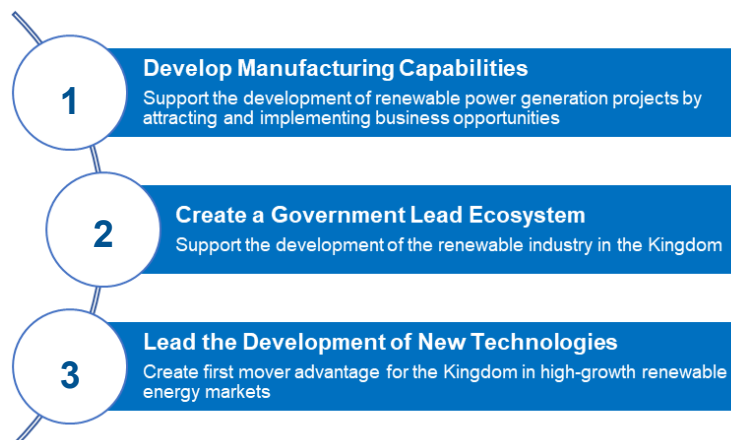 1
Develop Manufacturing Capabilities
Support the development of renewable power generation projects by
attracting and implementing business opportunities
2
Create a Government Lead Ecosystem
Support the development of the renewable industry in the Kingdom
3
Lead the Development of New Technologies
Create first mover advantage for the Kingdom in high-growth renewable
energy markets